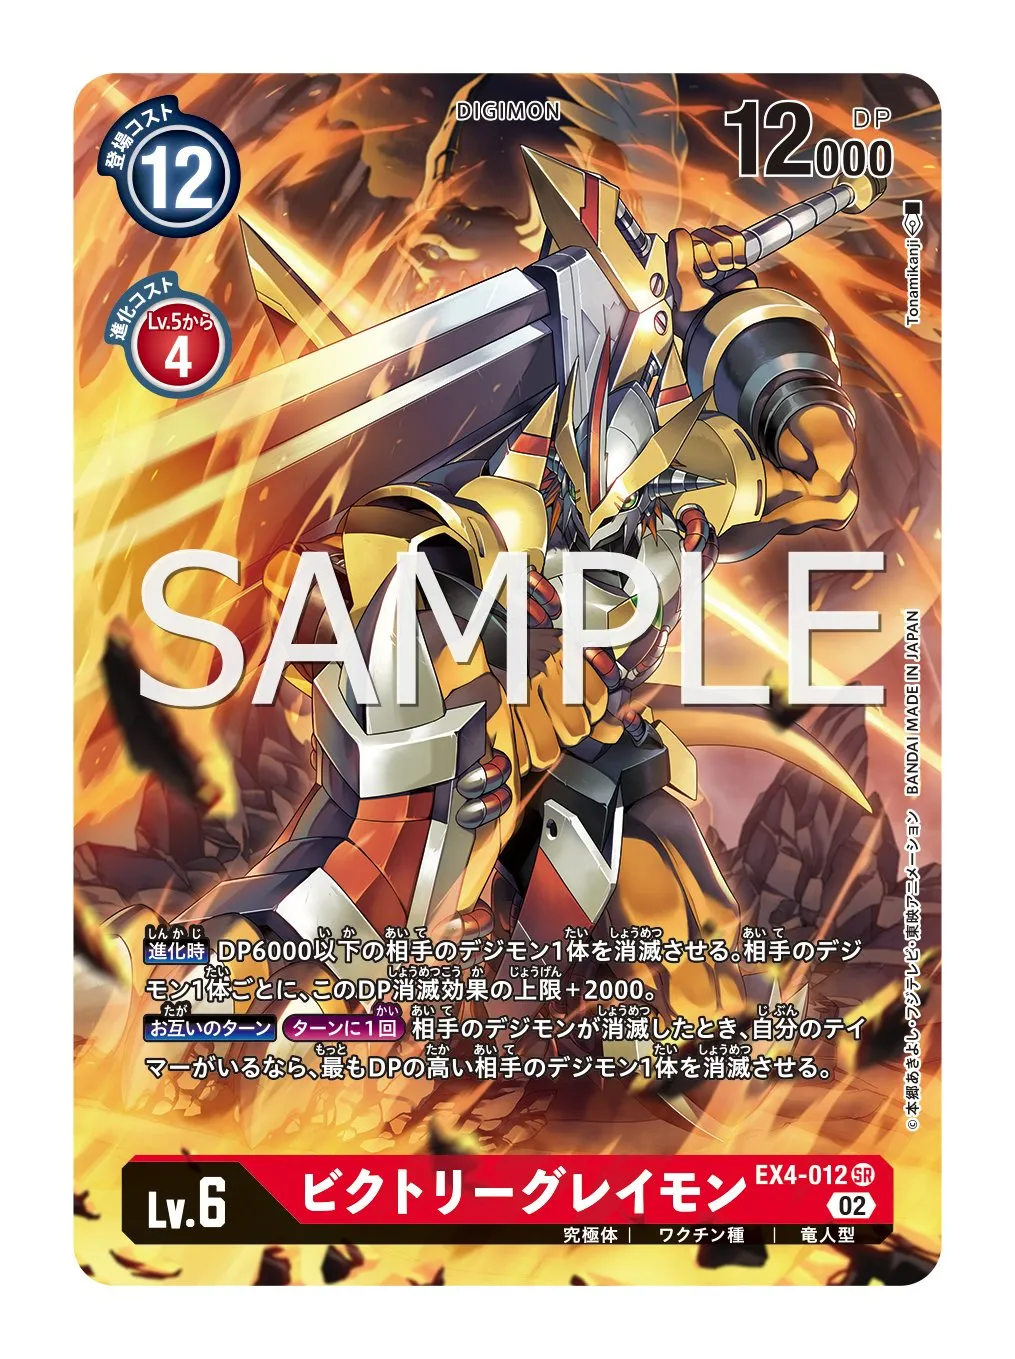 DIGIMON
登場コスト
12
DP
12000
進化コスト
Lv.5から
4
Tonamikanji
SAMPLE
BANDAI MADE IN JAPAN
©本郷あきよし・フジテレビ・東映アニメーション
進化時 DP6000以下の相手のデジモン1体を消滅させる。相手のデジ
モン1体ごとに、このDP消滅効果の上限+2000。
お互いのターン ターンに1回 相手のデジモンが消滅したとき、自分のテイ
マーがいるなら、最もDPの高い相手のデジモン1体を消滅させる。
Lv.6
ビクトリーグレイモン
EX4-012 SR
02
究極体 | ワクチン種 | 竜人型